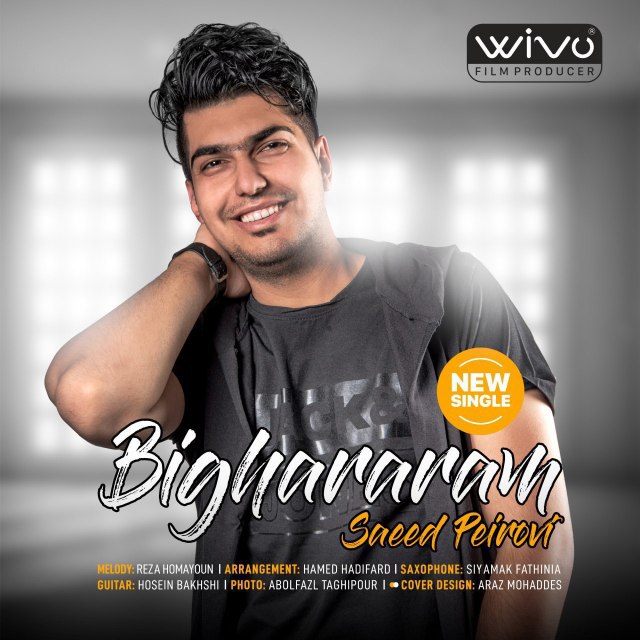 wivo®
FILM PRODUCER
NEW
SINGLE
JACK&
Bighararam
Saeed Peirovi
MELODY: REZA HOMAYOUN | ARRANGEMENT: HAMED HADIFARD | SAXOPHONE: SIYAMAK FATHINIA
GUITAR: HOSEIN BAKHSHI | PHOTO: ABOLFAZL TAGHIPOUR | COVER DESIGN: ARAZ MOHADDES